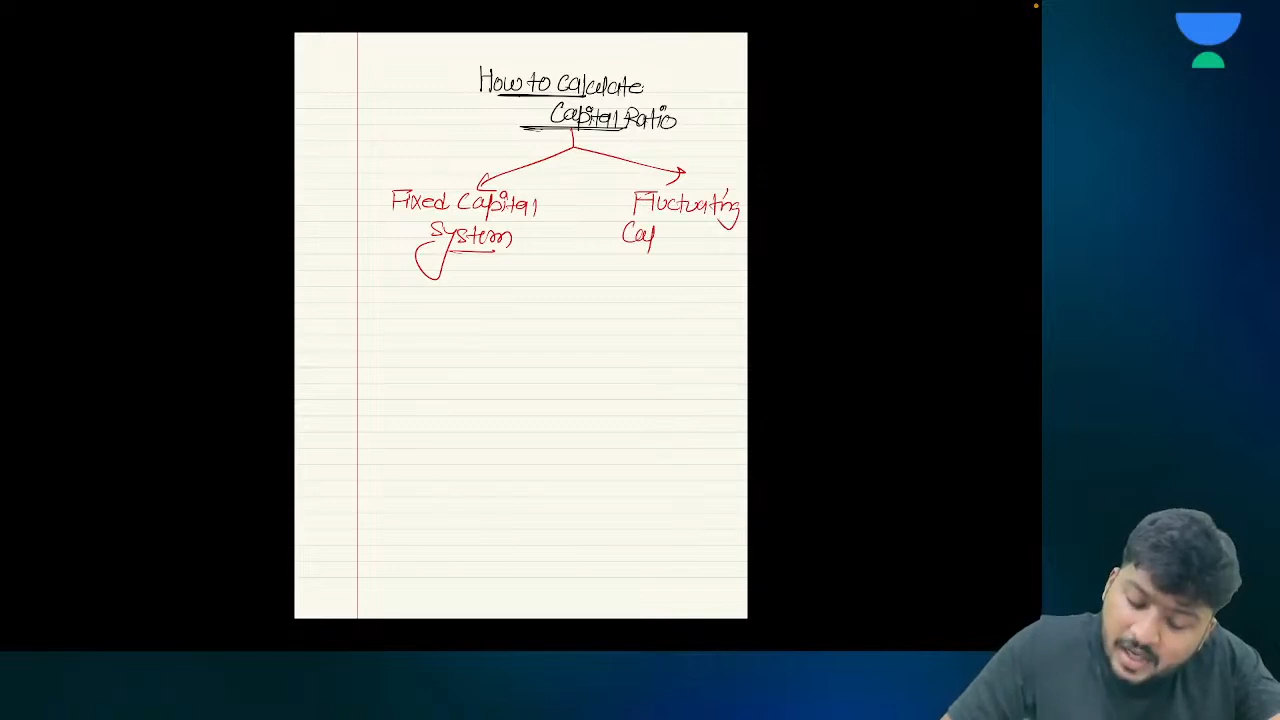 How to calculate
Capital Ratio
Fixed Capital
System
Fluctuating
Cap